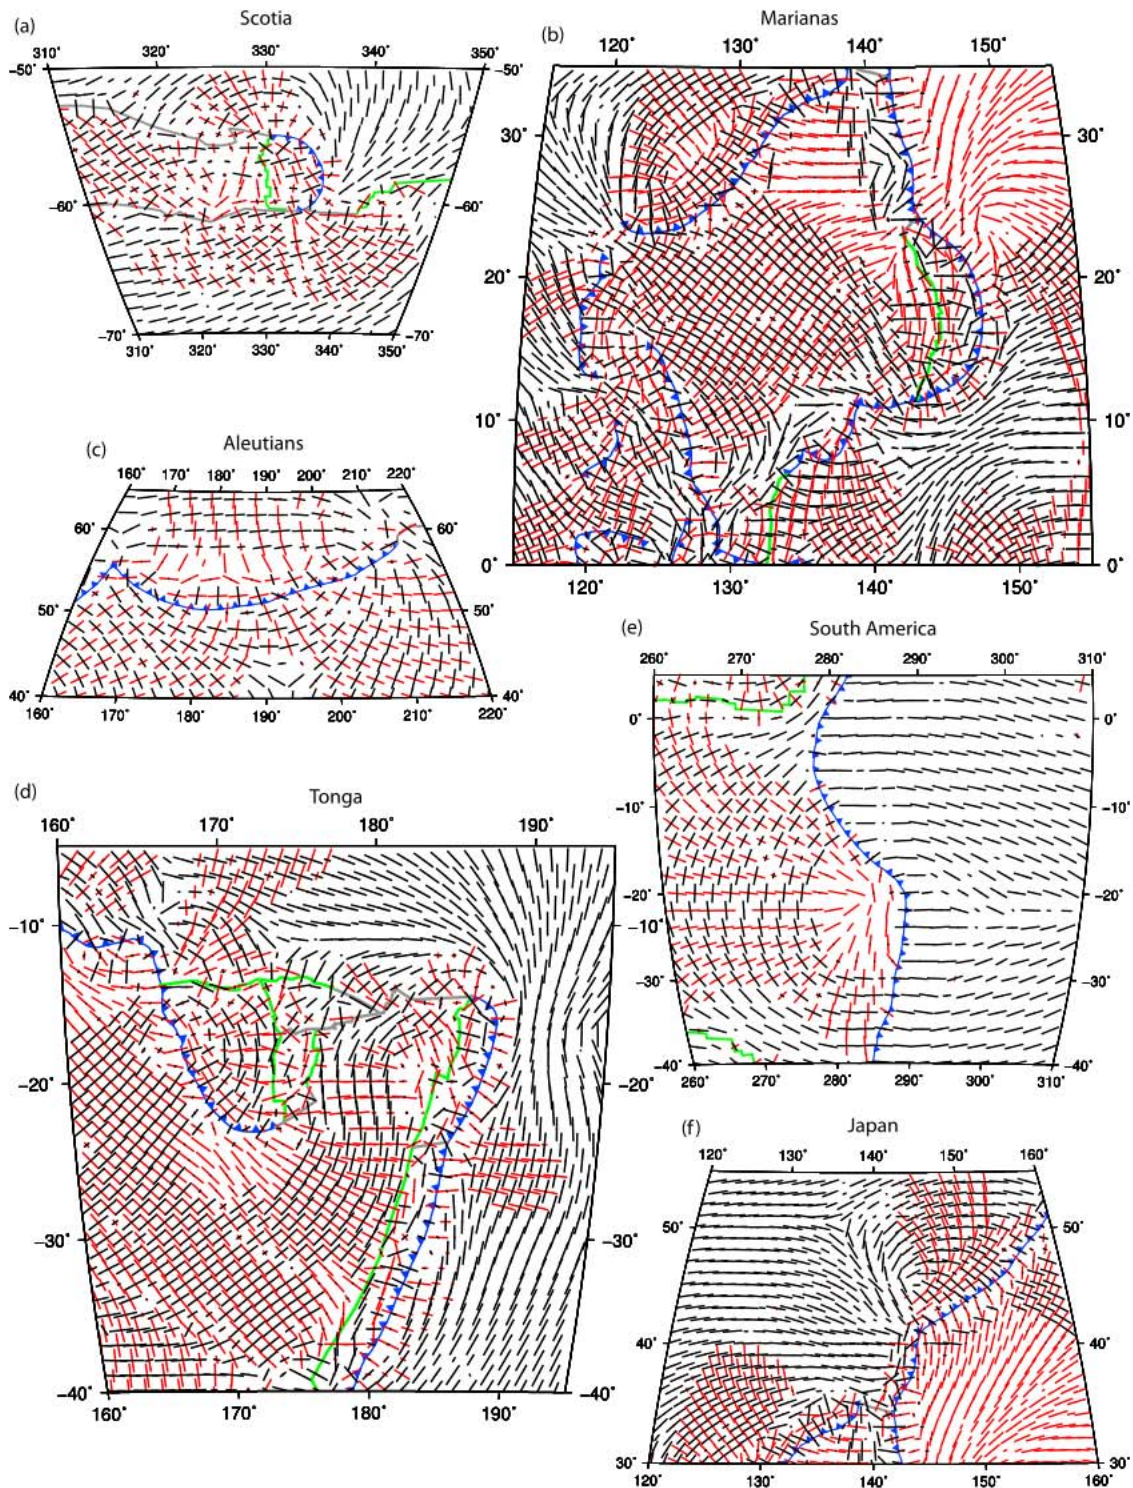 (a) Scotia
310° 320° 330° 340° 350°
−50° −50°
−60° −60°
−70° −70°
310° 320° 330° 340° 350°
(b) Marianas
120° 130° 140° 150°
30° 30°
20° 20°
10° 10°
0° 0°
120° 130° 140° 150°
(c) Aleutians
160° 170° 180° 190° 200° 210° 220°
60° 60°
50° 50°
40° 40°
160° 170° 180° 190° 200° 210° 220°
(d) Tonga
160° 170° 180° 190°
−10°
−20°
−30°
−40°
160° 170° 180° 190°
−10°
−20°
−30°
−40°
(e) South America
260° 270° 280° 290° 300° 310°
0° 0°
−10° −10°
−20° −20°
−30° −30°
−40° −40°
260° 270° 280° 290° 300° 310°
(f) Japan
120° 130° 140° 150° 160°
50° 50°
40° 40°
30° 30°
120° 130° 140° 150° 160°